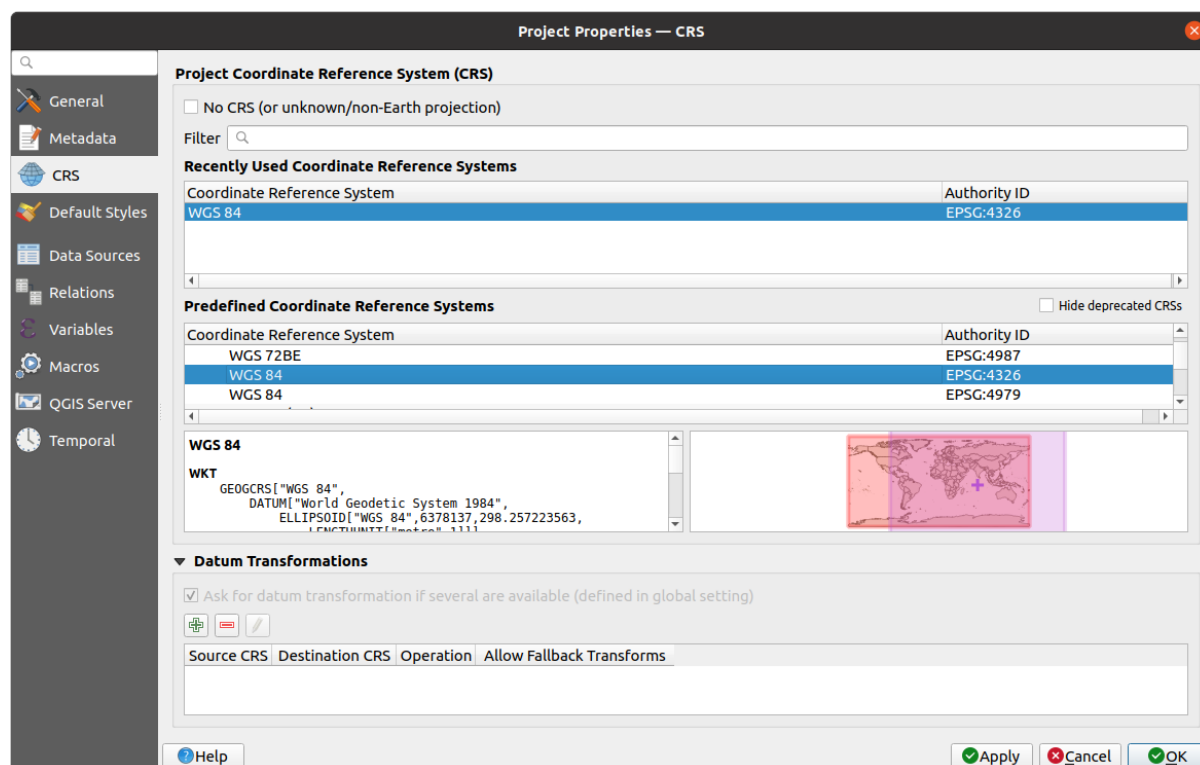 Project Properties — CRS
Project Coordinate Reference System (CRS)
General
No CRS (or unknown/non-Earth projection)
Metadata
Filter
CRS
Recently Used Coordinate Reference Systems
Coordinate Reference System Authority ID
Default Styles
WGS 84 EPSG:4326
Data Sources
Relations
Predefined Coordinate Reference Systems Hide deprecated CRSs
Variables
Coordinate Reference System Authority ID
WGS 72BE EPSG:4987
Macros
WGS 84 EPSG:4326
WGS 84 EPSG:4979
QGIS Server
Temporal
WGS 84
WKT
GEOGCRS["WGS 84",
DATUM["World Geodetic System 1984",
ELLIPSOID["WGS 84",6378137,298.257223563,
LENGTHUNIT["metre",1]]]
Datum Transformations
Ask for datum transformation if several are available (defined in global setting)
Source CRS Destination CRS Operation Allow Fallback Transforms
Help Apply Cancel OK